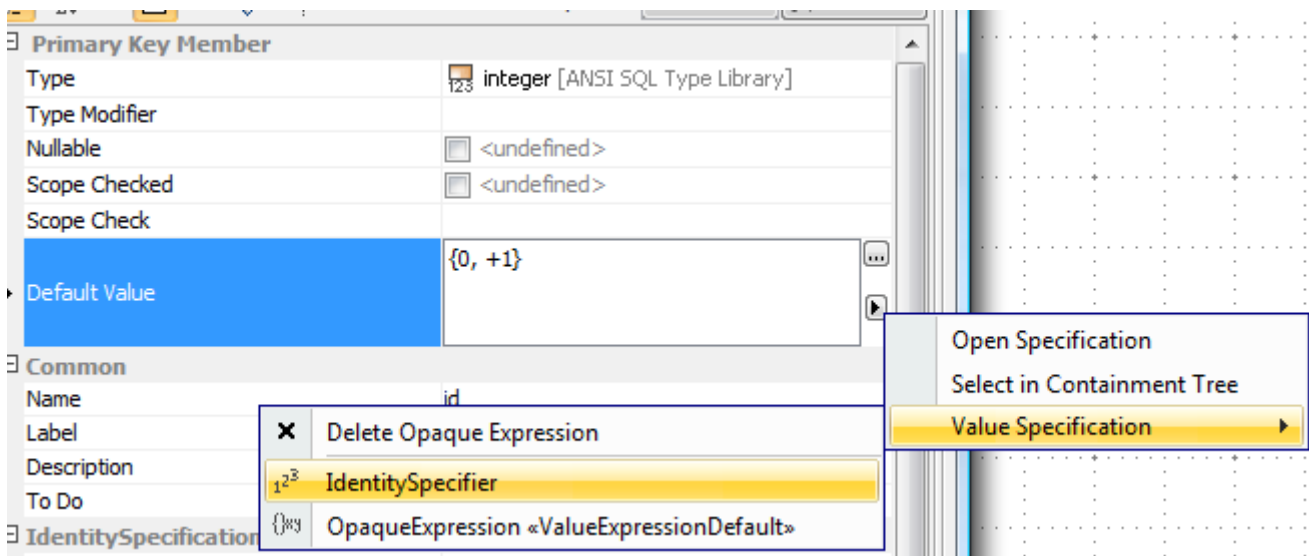 Primary Key Member
Type integer [ANSI SQL Type Library]
Type Modifier
Nullable <undefined>
Scope Checked <undefined>
Scope Check
Default Value {0, +1}
Common
Name id
Label
Description
To Do
IdentitySpecification
Open Specification
Select in Containment Tree
Value Specification
Delete Opaque Expression
IdentitySpecifier
OpaqueExpression «ValueExpressionDefault»